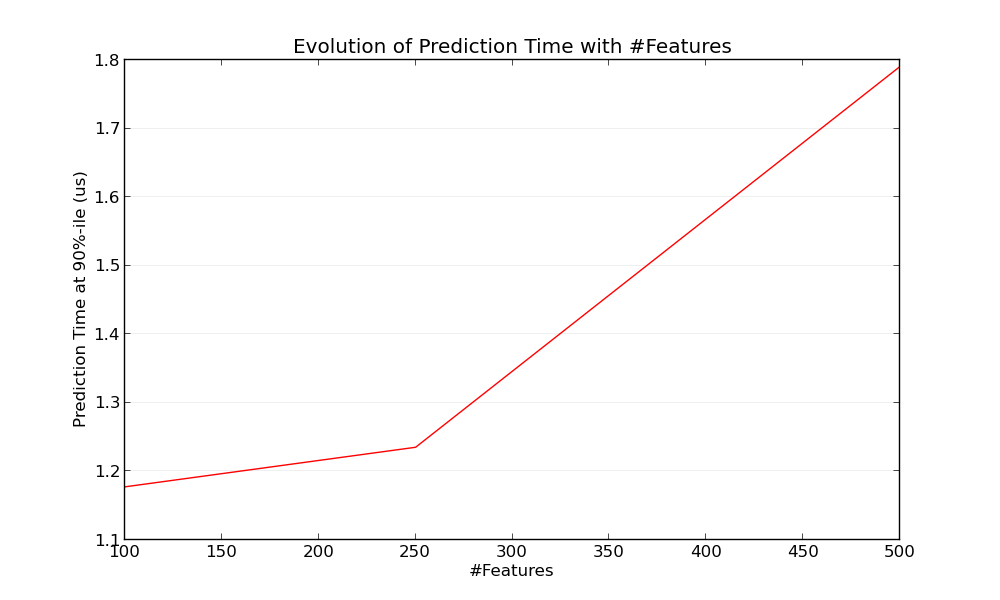 Evolution of Prediction Time with #Features
Prediction Time at 90%-ile (us)
1.8
1.7
1.6
1.5
1.4
1.3
1.2
1.1
100 150 200 250 300 350 400 450 500
#Features